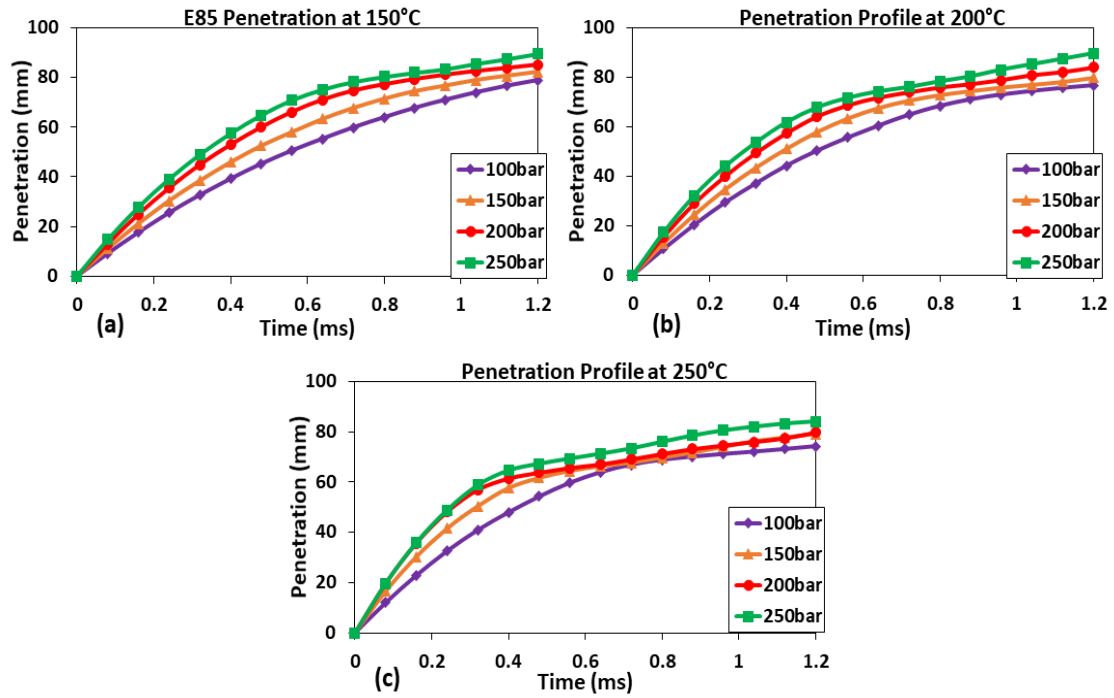 E85 Penetration at 150°C
100
80
60
40
20
0
Penetration (mm)
0 0.2 0.4 0.6 0.8 1 1.2
Time (ms)
(a)
100bar
150bar
200bar
250bar
Penetration Profile at 200°C
100
80
60
40
20
0
Penetration (mm)
0 0.2 0.4 0.6 0.8 1 1.2
Time (ms)
(b)
100bar
150bar
200bar
250bar
Penetration Profile at 250°C
100
80
60
40
20
0
Penetration (mm)
0 0.2 0.4 0.6 0.8 1 1.2
Time (ms)
(c)
100bar
150bar
200bar
250bar